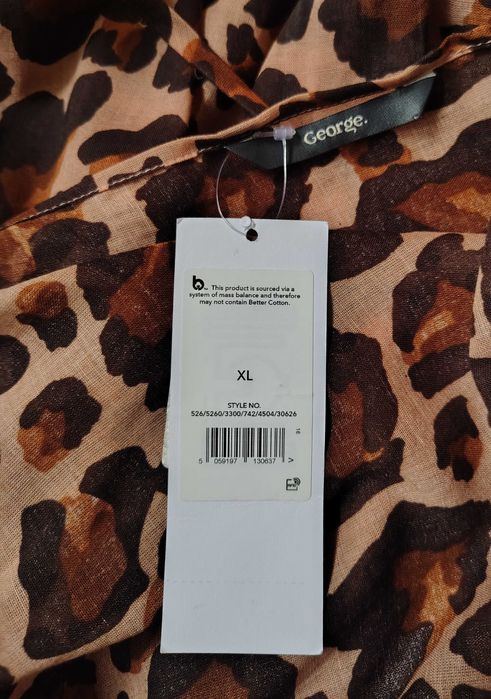 George.
b
This product is sourced via a
system of mass balance and therefore
may not contain Better Cotton.
XL
STYLE NO.
526/5260/3300/742/4504/30626
5 059197 130637 V